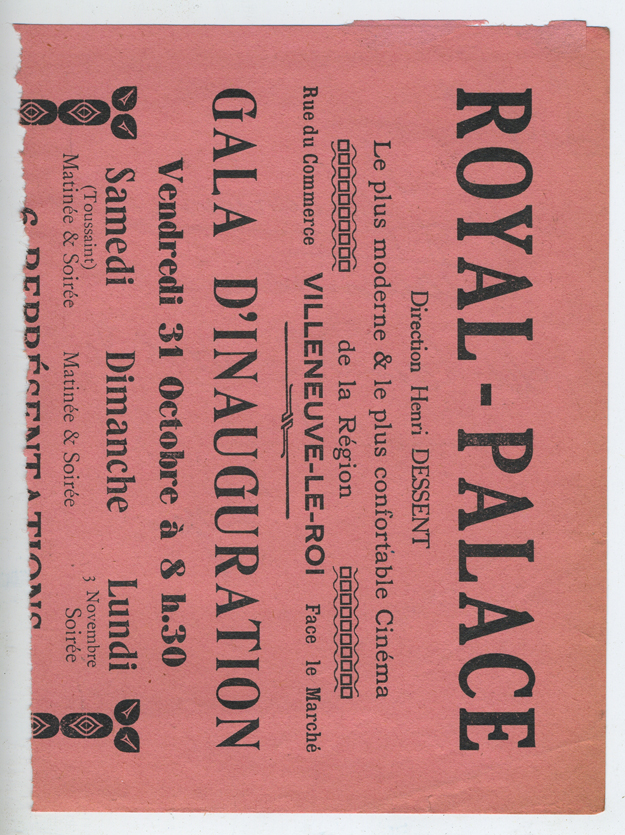 ROYAL-PALACE
Direction Henri DESSENT
Le plus moderne & le plus confortable Cinéma
de la Région
Rue du Commerce VILLENEUVE-LE-ROI Face le Marché
GALA D'INAUGURATION
Vendredi 31 Octobre à 8 h.30
Samedi Dimanche Lundi
(Toussaint) 3 Novembre
Matinée & Soirée Matinée & Soirée Soirée
6 REPRÉSENTATIONS